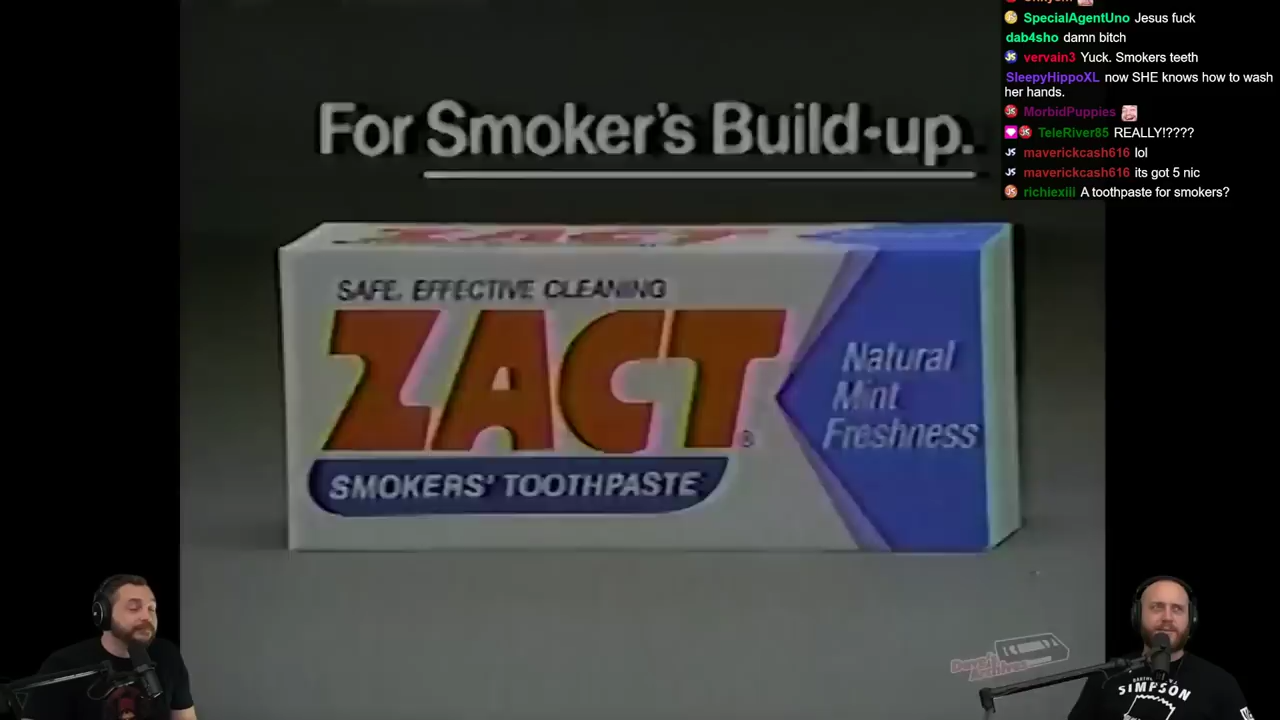 SpecialAgentUno Jesus fuck
dab4sho damn bitch
vervain3 Yuck. Smokers teeth
SleepyHippoXL now SHE knows how to wash
her hands.
MorbidPuppies
TeleRiver85 REALLY!????
maverickcash616 lol
maverickcash616 its got 5 nic
richiexiii A toothpaste for smokers?
For Smoker's Build-up.
ZACT
SAFE, EFFECTIVE CLEANING
ZACT®
Natural
Mint
Freshness
SMOKERS' TOOTHPASTE
Archives
SIMPSON